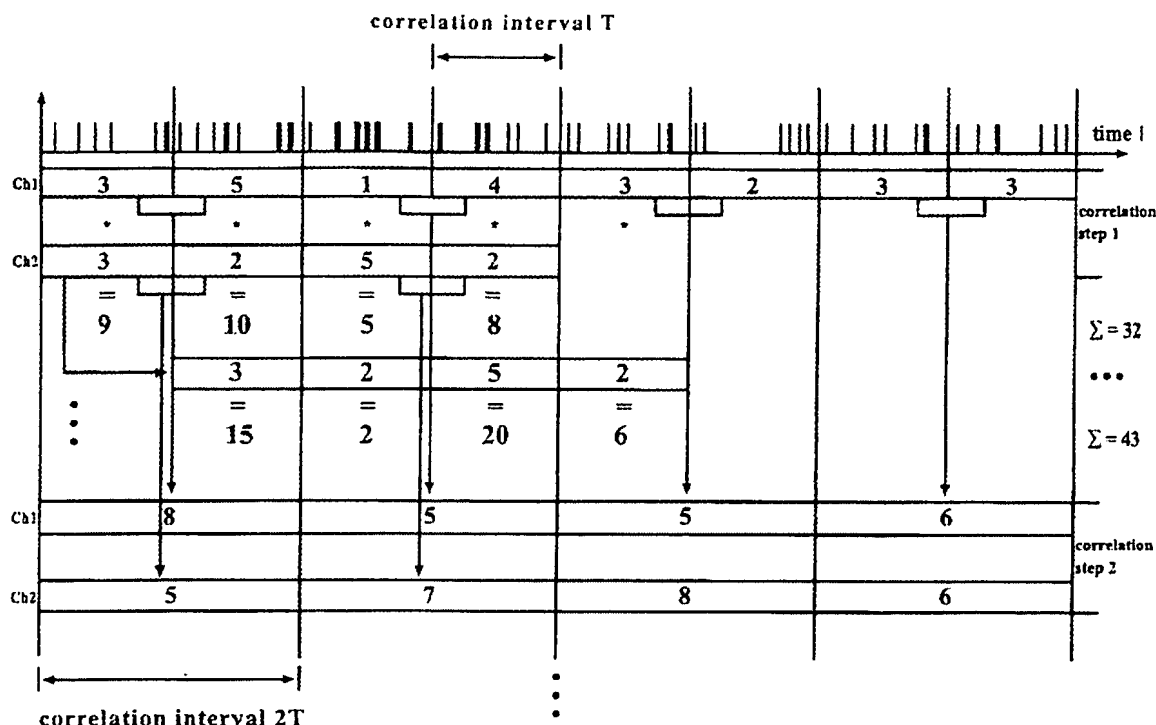 correlation interval T
time t
Ch1 3 5 1 4 3 2 3 3
* * * * *
correlation
step 1
Ch2 3 2 5 2
= = = =
9 10 5 8 Σ = 32
3 2 5 2 •••
= = = =
15 2 20 6 Σ = 43
Ch1 8 5 5 6
correlation
step 2
Ch2 5 7 8 6
correlation interval 2T